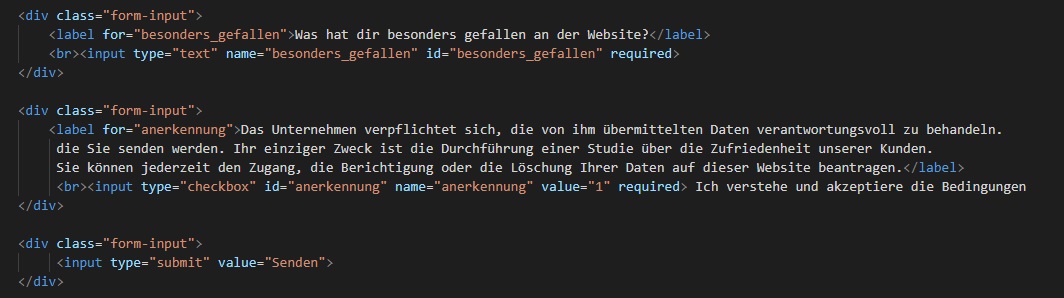 <div class="form-input">
<label for="besonders_gefallen">Was hat dir besonders gefallen an der Website?</label>
<br><input type="text" name="besonders_gefallen" id="besonders_gefallen" required>
</div>
<div class="form-input">
<label for="anerkennung">Das Unternehmen verpflichtet sich, die von ihm übermittelten Daten verantwortungsvoll zu behandeln.
die Sie senden werden. Ihr einziger Zweck ist die Durchführung einer Studie über die Zufriedenheit unserer Kunden.
Sie können jederzeit den Zugang, die Berichtigung oder die Löschung Ihrer Daten auf dieser Website beantragen.</label>
<br><input type="checkbox" id="anerkennung" name="anerkennung" value="1" required> Ich verstehe und akzeptiere die Bedingungen
</div>
<div class="form-input">
<input type="submit" value="Senden">
</div>